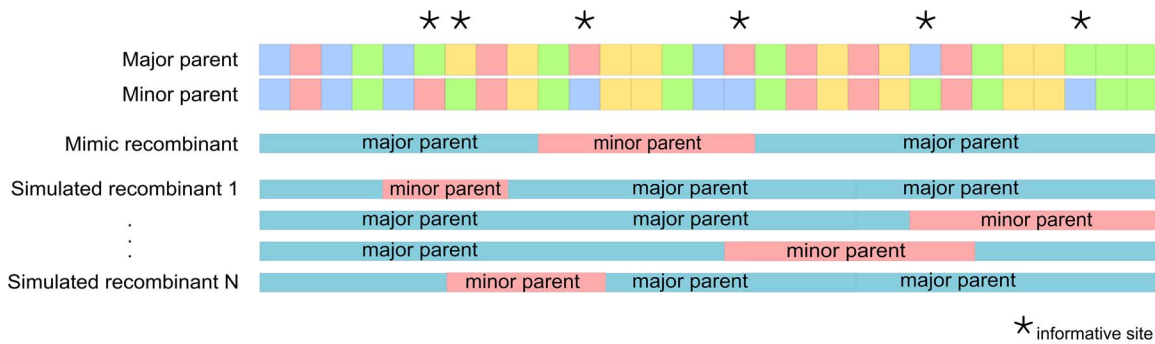 * * * * * *
Major parent
Minor parent
Mimic recombinant major parent minor parent major parent
Simulated recombinant 1 minor parent major parent major parent
. major parent major parent minor parent
.
. major parent minor parent
Simulated recombinant N minor parent major parent major parent
* informative site